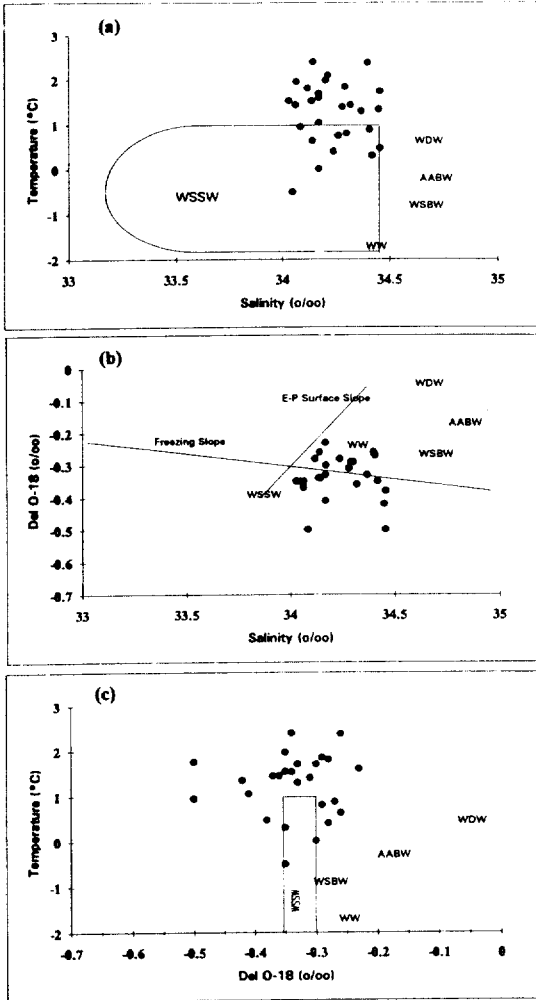 (a)
3
2
1
0
-1
-2
Temperature (°C)
WSSW
WDW
AABW
WSBW
WW
33
33.5
34
34.5
35
Salinity (o/oo)
(b)
0
-0.1
-0.2
-0.3
-0.4
-0.5
-0.6
-0.7
Del O-18 (o/oo)
E-P Surface Slope
Freezing Slope
WDW
AABW
WW
WSBW
WSSW
33
33.5
34
34.5
35
Salinity (o/oo)
(c)
3
2
1
0
-1
-2
Temperature (°C)
WDW
AABW
WSBW
WSSW
WW
-0.7
-0.6
-0.5
-0.4
-0.3
-0.2
-0.1
0
Del O-18 (o/oo)